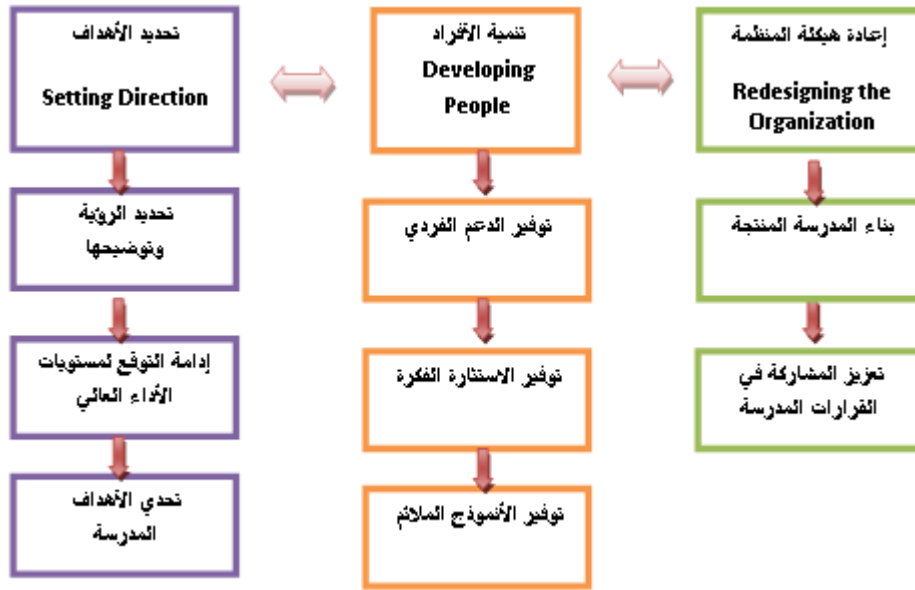 إعادة هيكلة المنظمة
Redesigning the
Organization
بناء المدرسة المنتجة
تعزيز المشاركة في
القرارات المدرسة
تنمية الأفراد
Developing
People
توفير الدعم الفردي
توفير الاستثارة الفكرة
توفير الأنموذج الملائم
تحديد الأهداف
Setting Direction
تحديد الرؤية
وتوضيحها
إدامة التوقع لمستويات
الأداء العالي
تحدي الأهداف
المدرسة